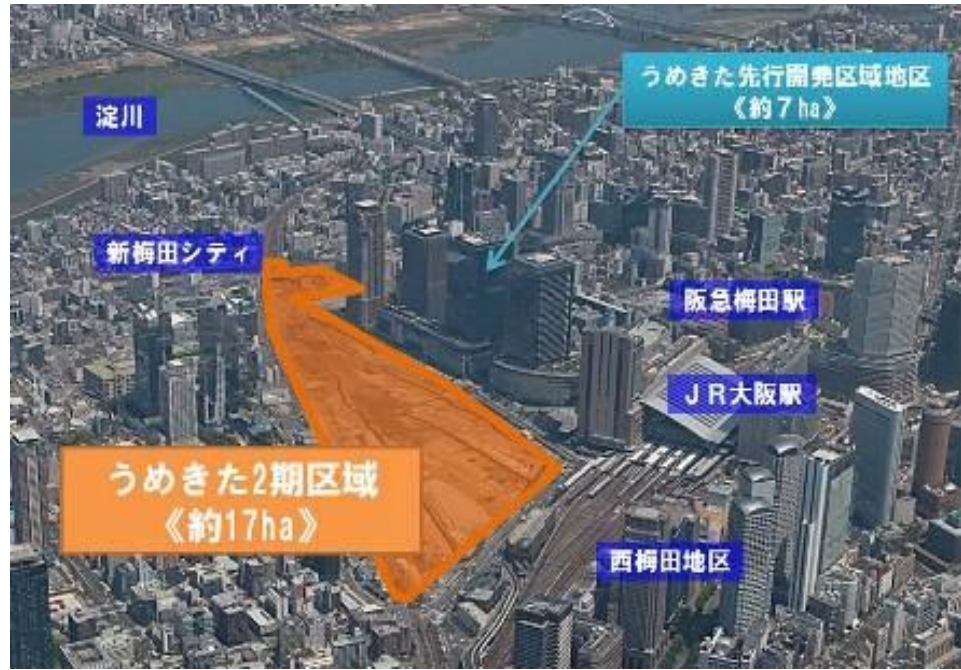 うめきた先行開発区域地区
《約７ha》
淀川
新梅田シティ
阪急梅田駅
ＪＲ大阪駅
うめきた2期区域
《約17ha》
西梅田地区